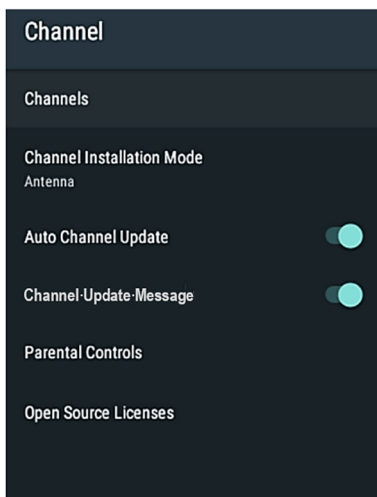 Channel
Channels
Channel Installation Mode
Antenna
Auto Channel Update
Channel·Update·Message
Parental Controls
Open Source Licenses